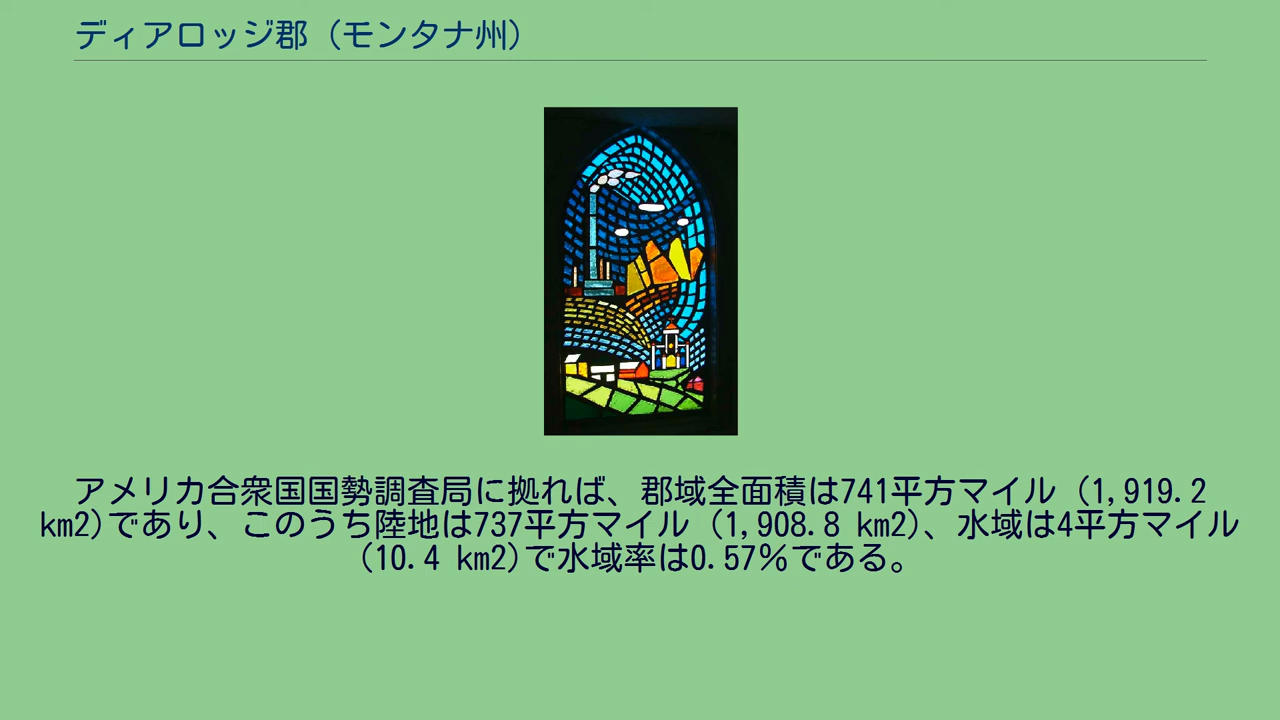 ディアロッジ郡 (モンタナ州)
アメリカ合衆国国勢調査局に拠れば、郡域全面積は741平方マイル (1,919.2
km2)であり、このうち陸地は737平方マイル (1,908.8 km2)、水域は4平方マイル
(10.4 km2)で水域率は0.57%である。